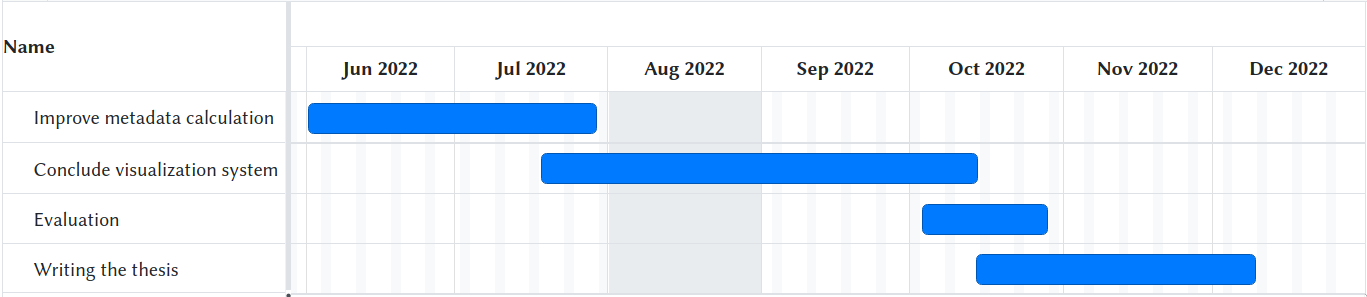 Name
Jun 2022
Jul 2022
Aug 2022
Sep 2022
Oct 2022
Nov 2022
Dec 2022
Improve metadata calculation
Conclude visualization system
Evaluation
Writing the thesis